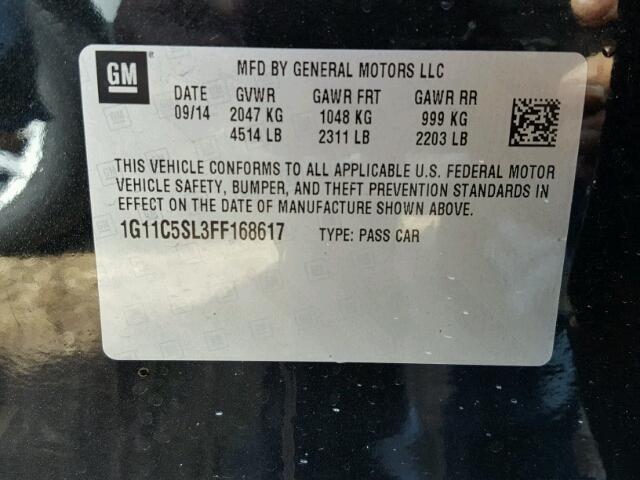 GM
MFD BY GENERAL MOTORS LLC
DATE GVWR GAWR FRT GAWR RR
09/14 2047 KG 1048 KG 999 KG
4514 LB 2311 LB 2203 LB
THIS VEHICLE CONFORMS TO ALL APPLICABLE U.S. FEDERAL MOTOR
VEHICLE SAFETY, BUMPER, AND THEFT PREVENTION STANDARDS IN
EFFECT ON THE DATE OF MANUFACTURE SHOWN ABOVE.
1G11C5SL3FF168617 TYPE: PASS CAR